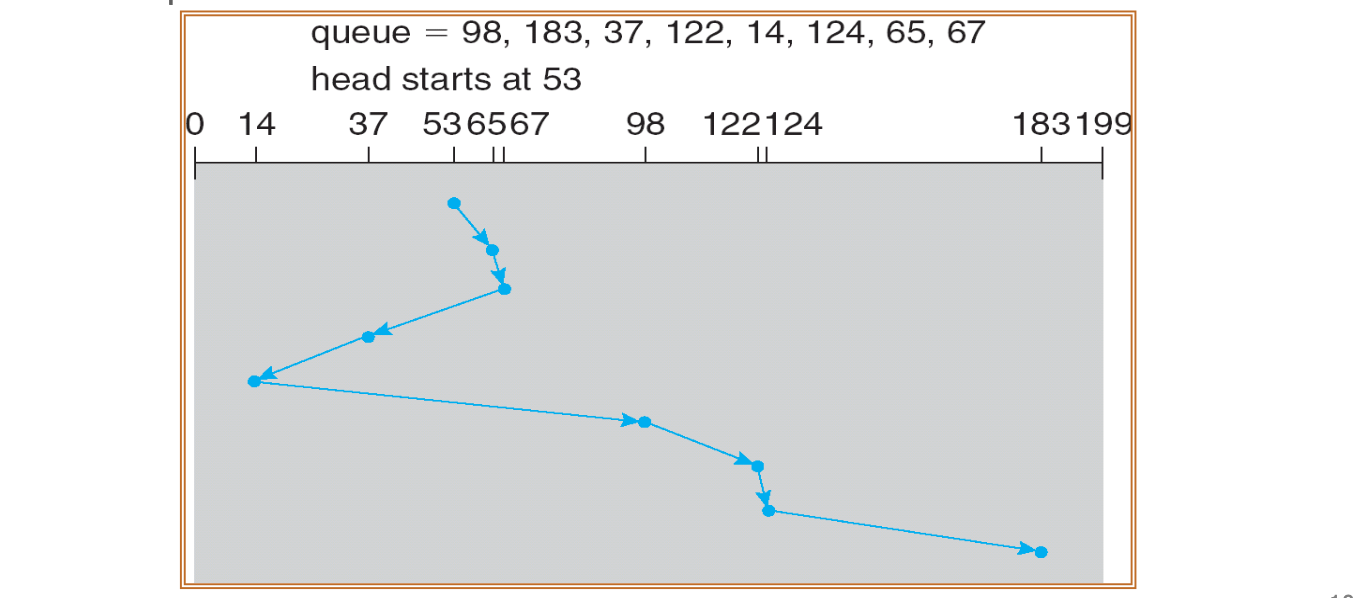 queue = 98, 183, 37, 122, 14, 124, 65, 67
head starts at 53
0 14 37 53 65 67 98 122 124 183 199